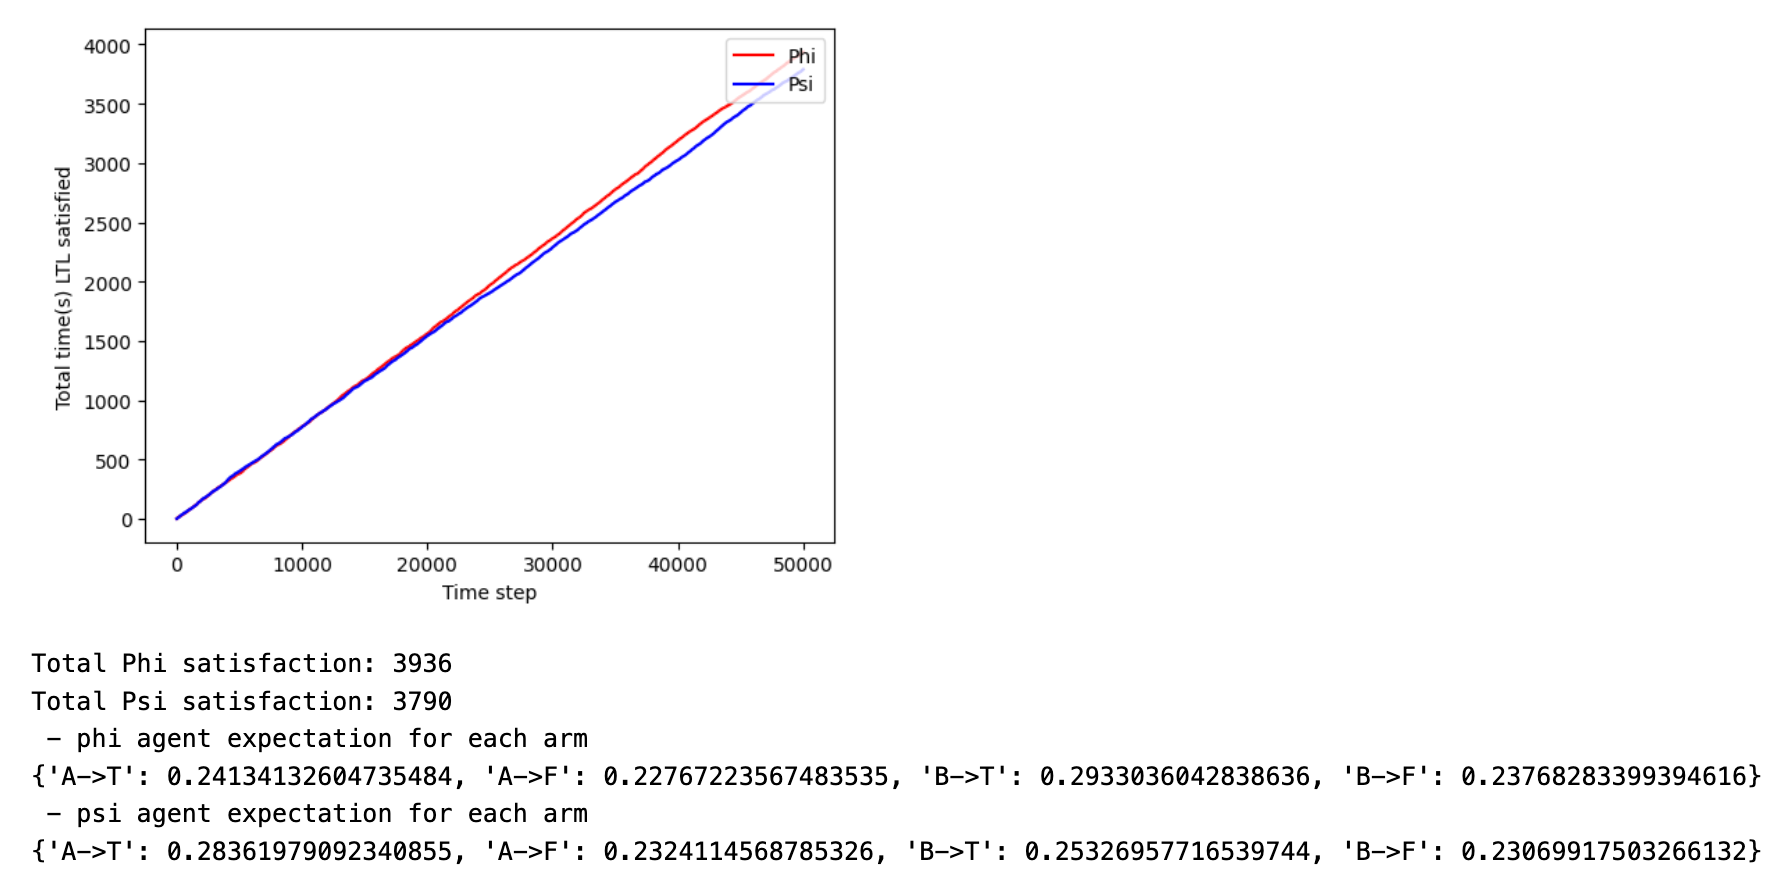 4000
3500
3000
2500
2000
1500
1000
500
0
Total time(s) LTL satisfied
Phi
Psi
0 10000 20000 30000 40000 50000
Time step
Total Phi satisfaction: 3936
Total Psi satisfaction: 3790
- phi agent expectation for each arm
{'A->T': 0.24134132604735484, 'A->F': 0.22767223567483535, 'B->T': 0.2933036042838636, 'B->F': 0.23768283399394616}
- psi agent expectation for each arm
{'A->T': 0.28361979092340855, 'A->F': 0.2324114568785326, 'B->T': 0.25326957716539744, 'B->F': 0.23069917503266132}